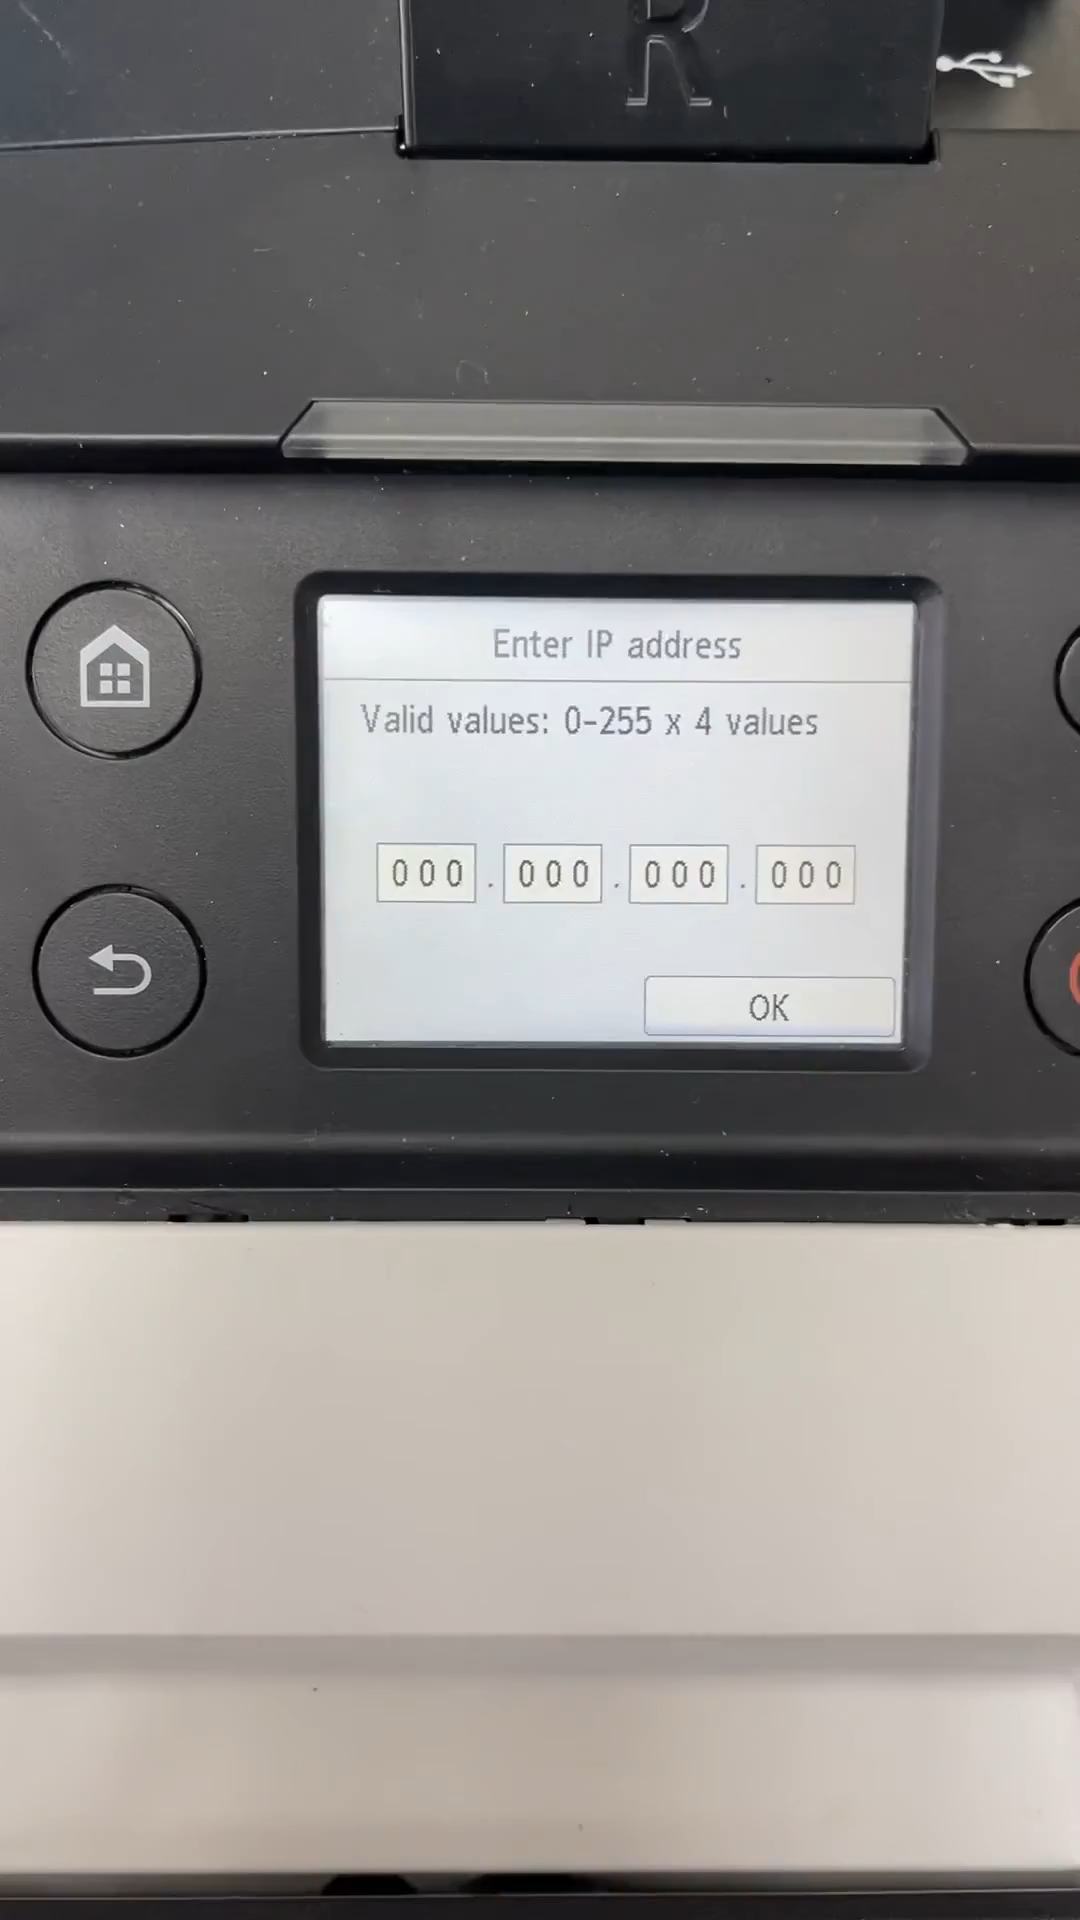 R
Enter IP address
Valid values: 0-255 x 4 values
000.000.000.000
OK